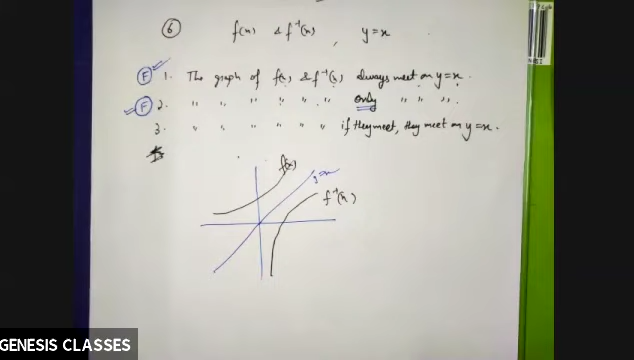 6 f(x) & f⁻¹(x) , y=x
F 1. The graph of f(x) & f⁻¹(x) always meet on y=x.
F 2. " " " " " " only " " ".
3. " " " " " " if they meet, they meet on y=x.
f(x)
y=x
f⁻¹(x)
GENESIS CLASSES